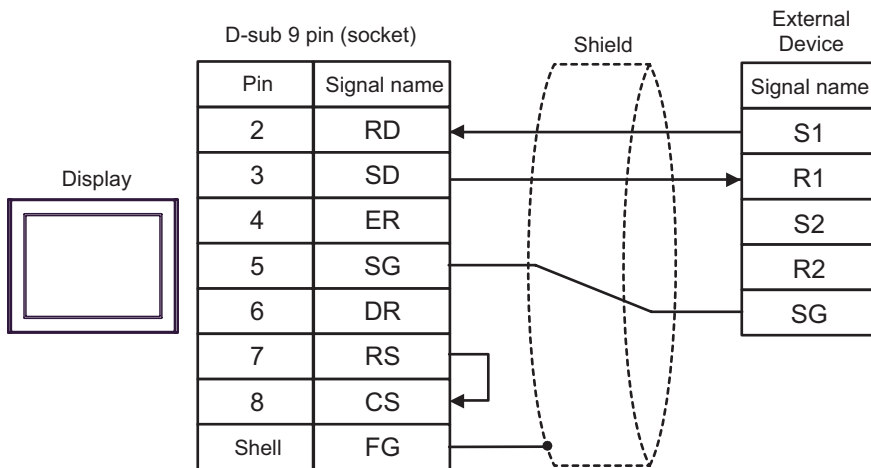 D-sub 9 pin (socket)
Shield
External
Device
Pin Signal name
Signal name
2 RD
S1
3 SD
R1
Display
4 ER
S2
5 SG
R2
6 DR
SG
7 RS
8 CS
Shell FG